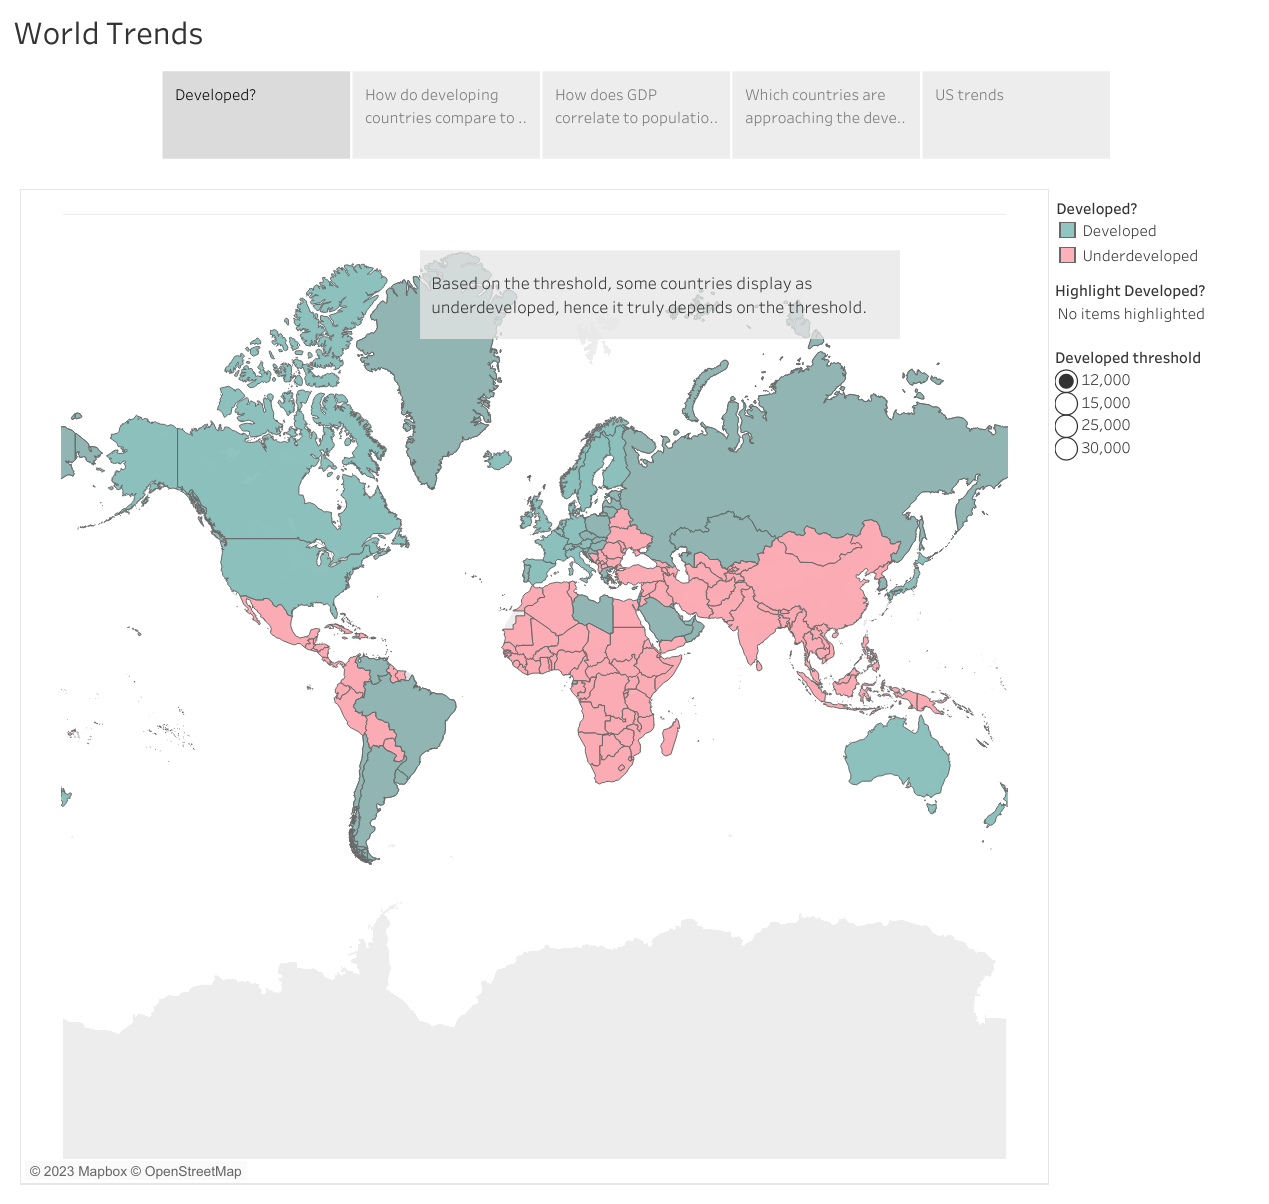 World Trends
Developed?
How do developing
countries compare to ..
How does GDP
correlate to populatio..
Which countries are
approaching the deve..
US trends
Based on the threshold, some countries display as
underdeveloped, hence it truly depends on the threshold.
Developed?
Developed
Underdeveloped
Highlight Developed?
No items highlighted
Developed threshold
12,000
15,000
25,000
30,000
© 2023 Mapbox © OpenStreetMap